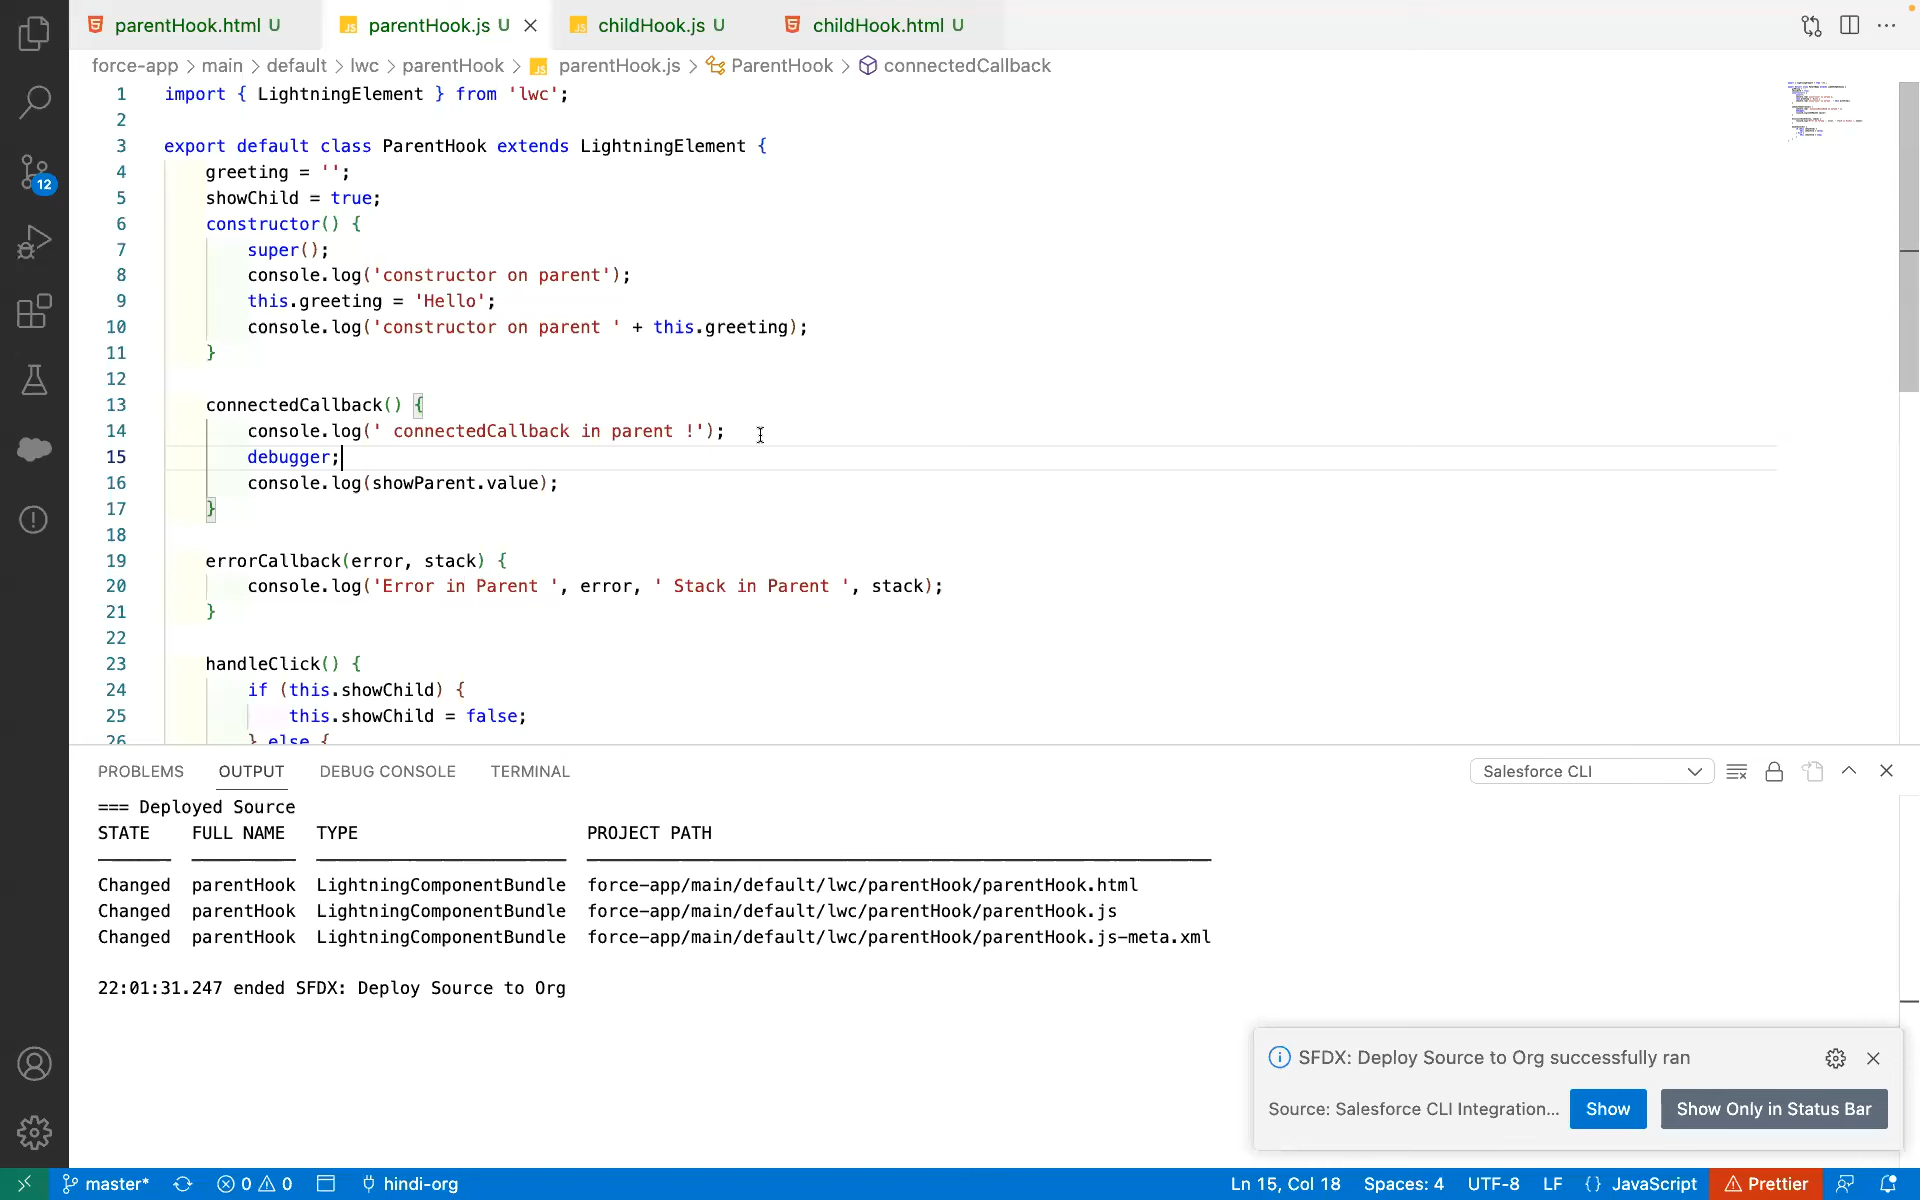 parentHook.html U
parentHook.js U
childHook.js U
childHook.html U
force-app > main > default > lwc > parentHook > JS parentHook.js > ParentHook > connectedCallback
1 import { LightningElement } from 'lwc';
2
3 export default class ParentHook extends LightningElement {
4 greeting = '';
5 showChild = true;
6 constructor() {
7 super();
8 console.log('constructor on parent');
9 this.greeting = 'Hello';
10 console.log('constructor on parent ' + this.greeting);
11 }
12
13 connectedCallback() {
14 console.log(' connectedCallback in parent !');
15 debugger;
16 console.log(showParent.value);
17 }
18
19 errorCallback(error, stack) {
20 console.log('Error in Parent ', error, ' Stack in Parent ', stack);
21 }
22
23 handleClick() {
24 if (this.showChild) {
25 this.showChild = false;
26 } else {
12
PROBLEMS OUTPUT DEBUG CONSOLE TERMINAL
Salesforce CLI
=== Deployed Source
STATE FULL NAME TYPE PROJECT PATH
Changed parentHook LightningComponentBundle force-app/main/default/lwc/parentHook/parentHook.html
Changed parentHook LightningComponentBundle force-app/main/default/lwc/parentHook/parentHook.js
Changed parentHook LightningComponentBundle force-app/main/default/lwc/parentHook/parentHook.js-meta.xml
22:01:31.247 ended SFDX: Deploy Source to Org
SFDX: Deploy Source to Org successfully ran
Source: Salesforce CLI Integration...
Show
Show Only in Status Bar
master* 0 0 hindi-org
Ln 15, Col 18 Spaces: 4 UTF-8 LF {} JavaScript Prettier